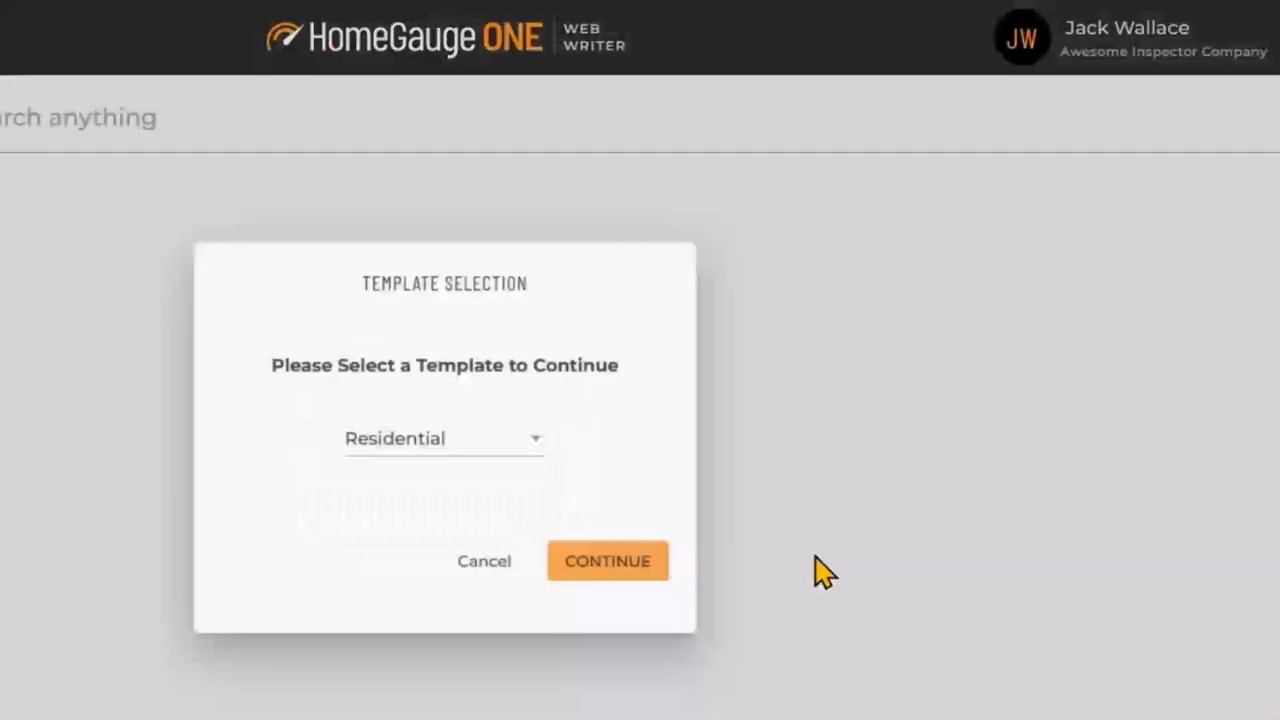 HomeGauge ONE
WEB
WRITER
JW
Jack Wallace
Awesome Inspector Company
rch anything
TEMPLATE SELECTION
Please Select a Template to Continue
Residential
Cancel
CONTINUE